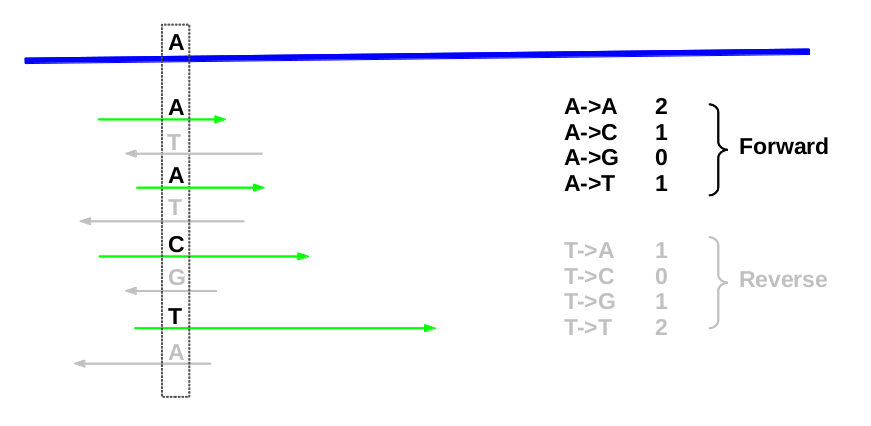 A
A
T
A
T
C
G
T
A
A->A 2
A->C 1
A->G 0
A->T 1
Forward
T->A 1
T->C 0
T->G 1
T->T 2
Reverse